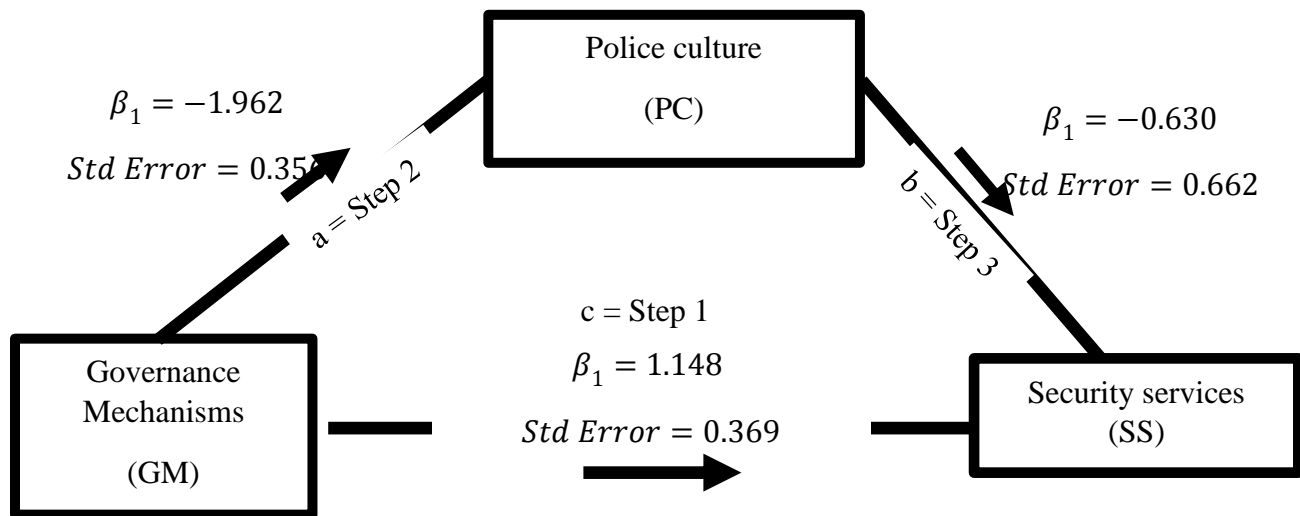 Police culture
(PC)
β₁ = −1.962
Std Error = 0.356
a = Step 2
β₁ = −0.630
Std Error = 0.662
b = Step 3
c = Step 1
β₁ = 1.148
Std Error = 0.369
Governance
Mechanisms
(GM)
Security services
(SS)